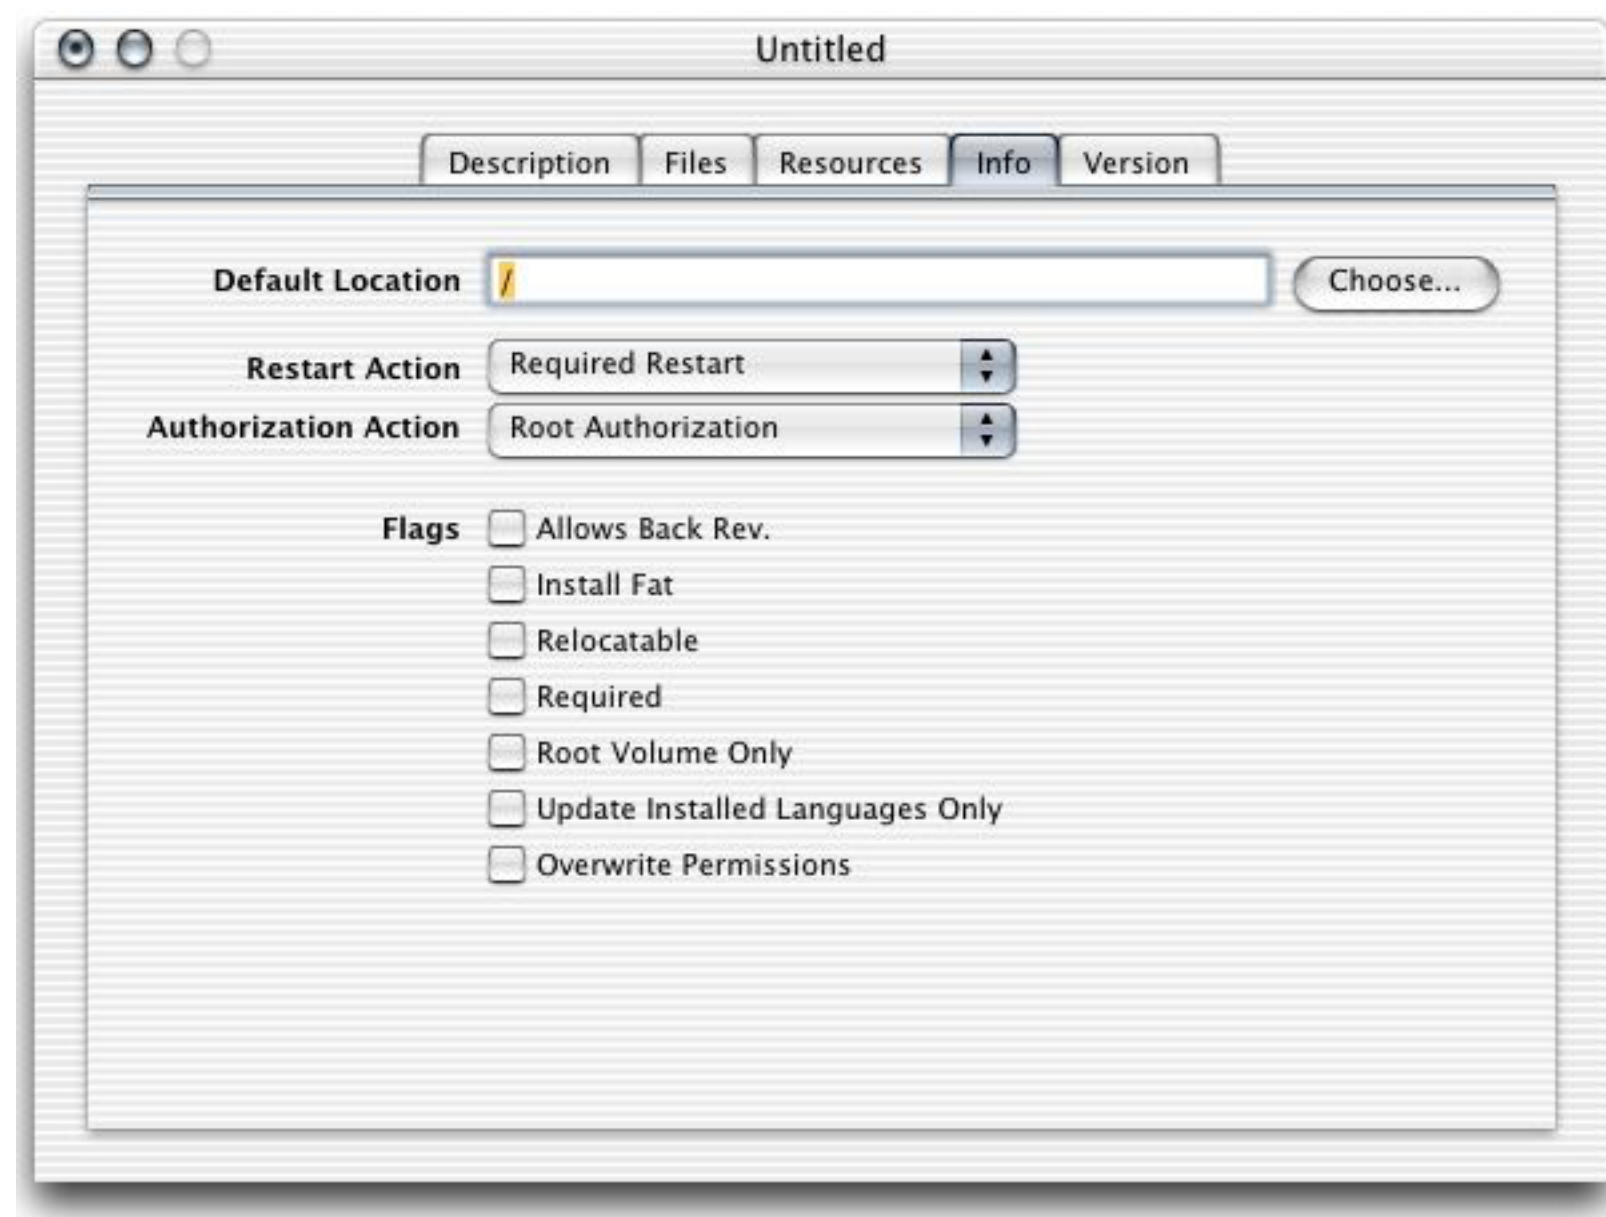 Untitled
Description Files Resources Info Version
Default Location / Choose...
Restart Action Required Restart
Authorization Action Root Authorization
Flags Allows Back Rev.
Install Fat
Relocatable
Required
Root Volume Only
Update Installed Languages Only
Overwrite Permissions